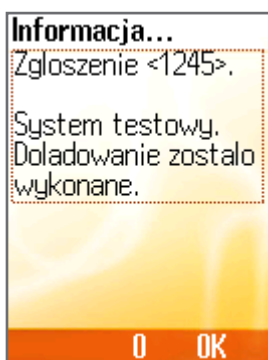 Informacja...
Zgloszenie <1245>.
System testowy.
Doladowanie zostalo
wykonane.
0 OK